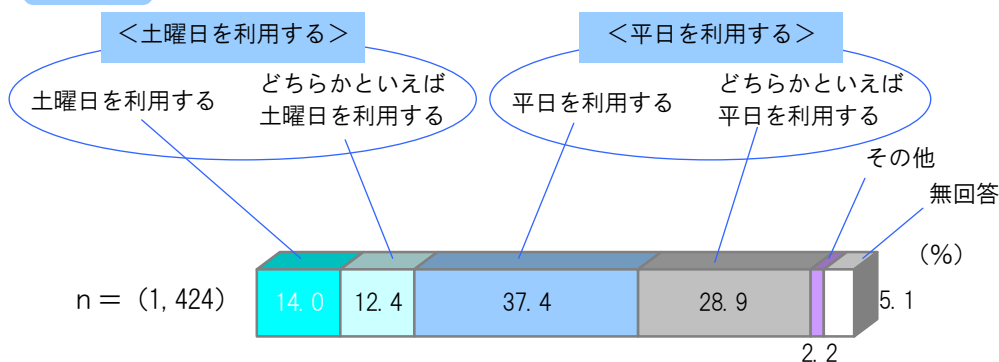 ＜土曜日を利用する＞
＜平日を利用する＞
土曜日を利用する
どちらかといえば
土曜日を利用する
平日を利用する
どちらかといえば
平日を利用する
その他
無回答
（％）
n＝（1,424）
14.0
12.4
37.4
28.9
2.2
5.1